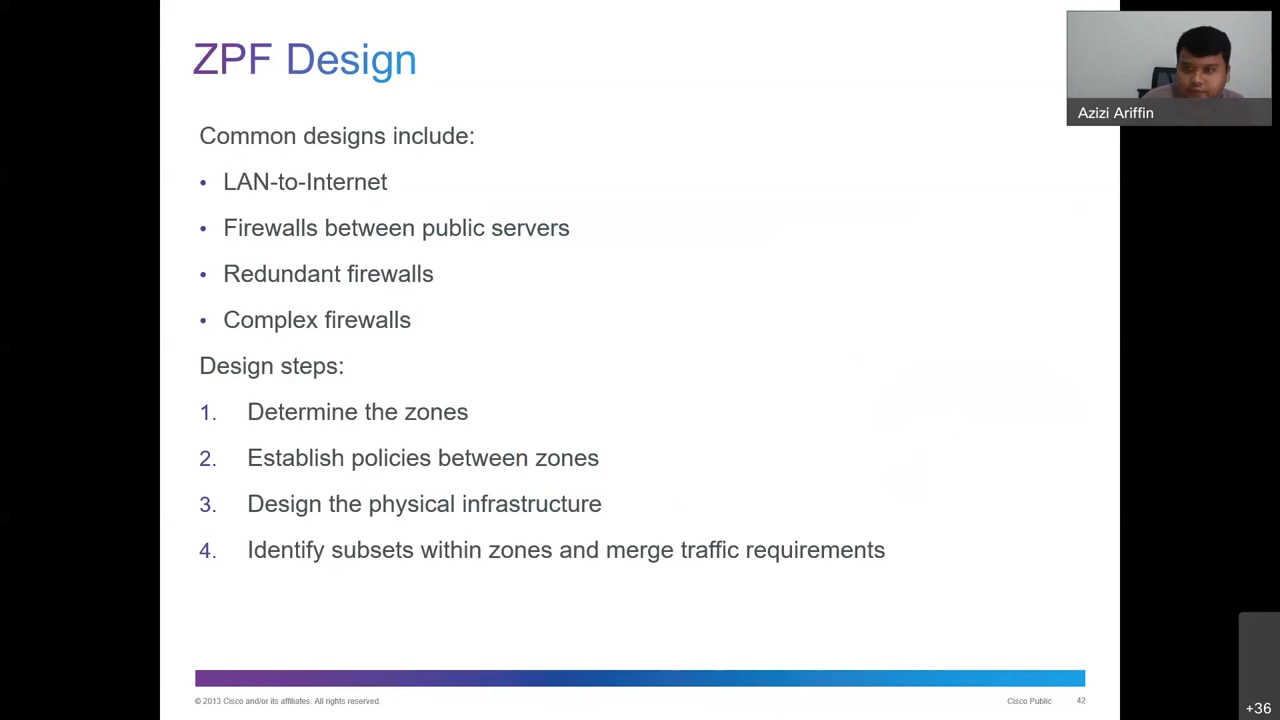 ZPF Design
Azizi Ariffin
Common designs include:
• LAN-to-Internet
• Firewalls between public servers
• Redundant firewalls
• Complex firewalls
Design steps:
1. Determine the zones
2. Establish policies between zones
3. Design the physical infrastructure
4. Identify subsets within zones and merge traffic requirements
© 2013 Cisco and/or its affiliates. All rights reserved.
Cisco Public
42
+36